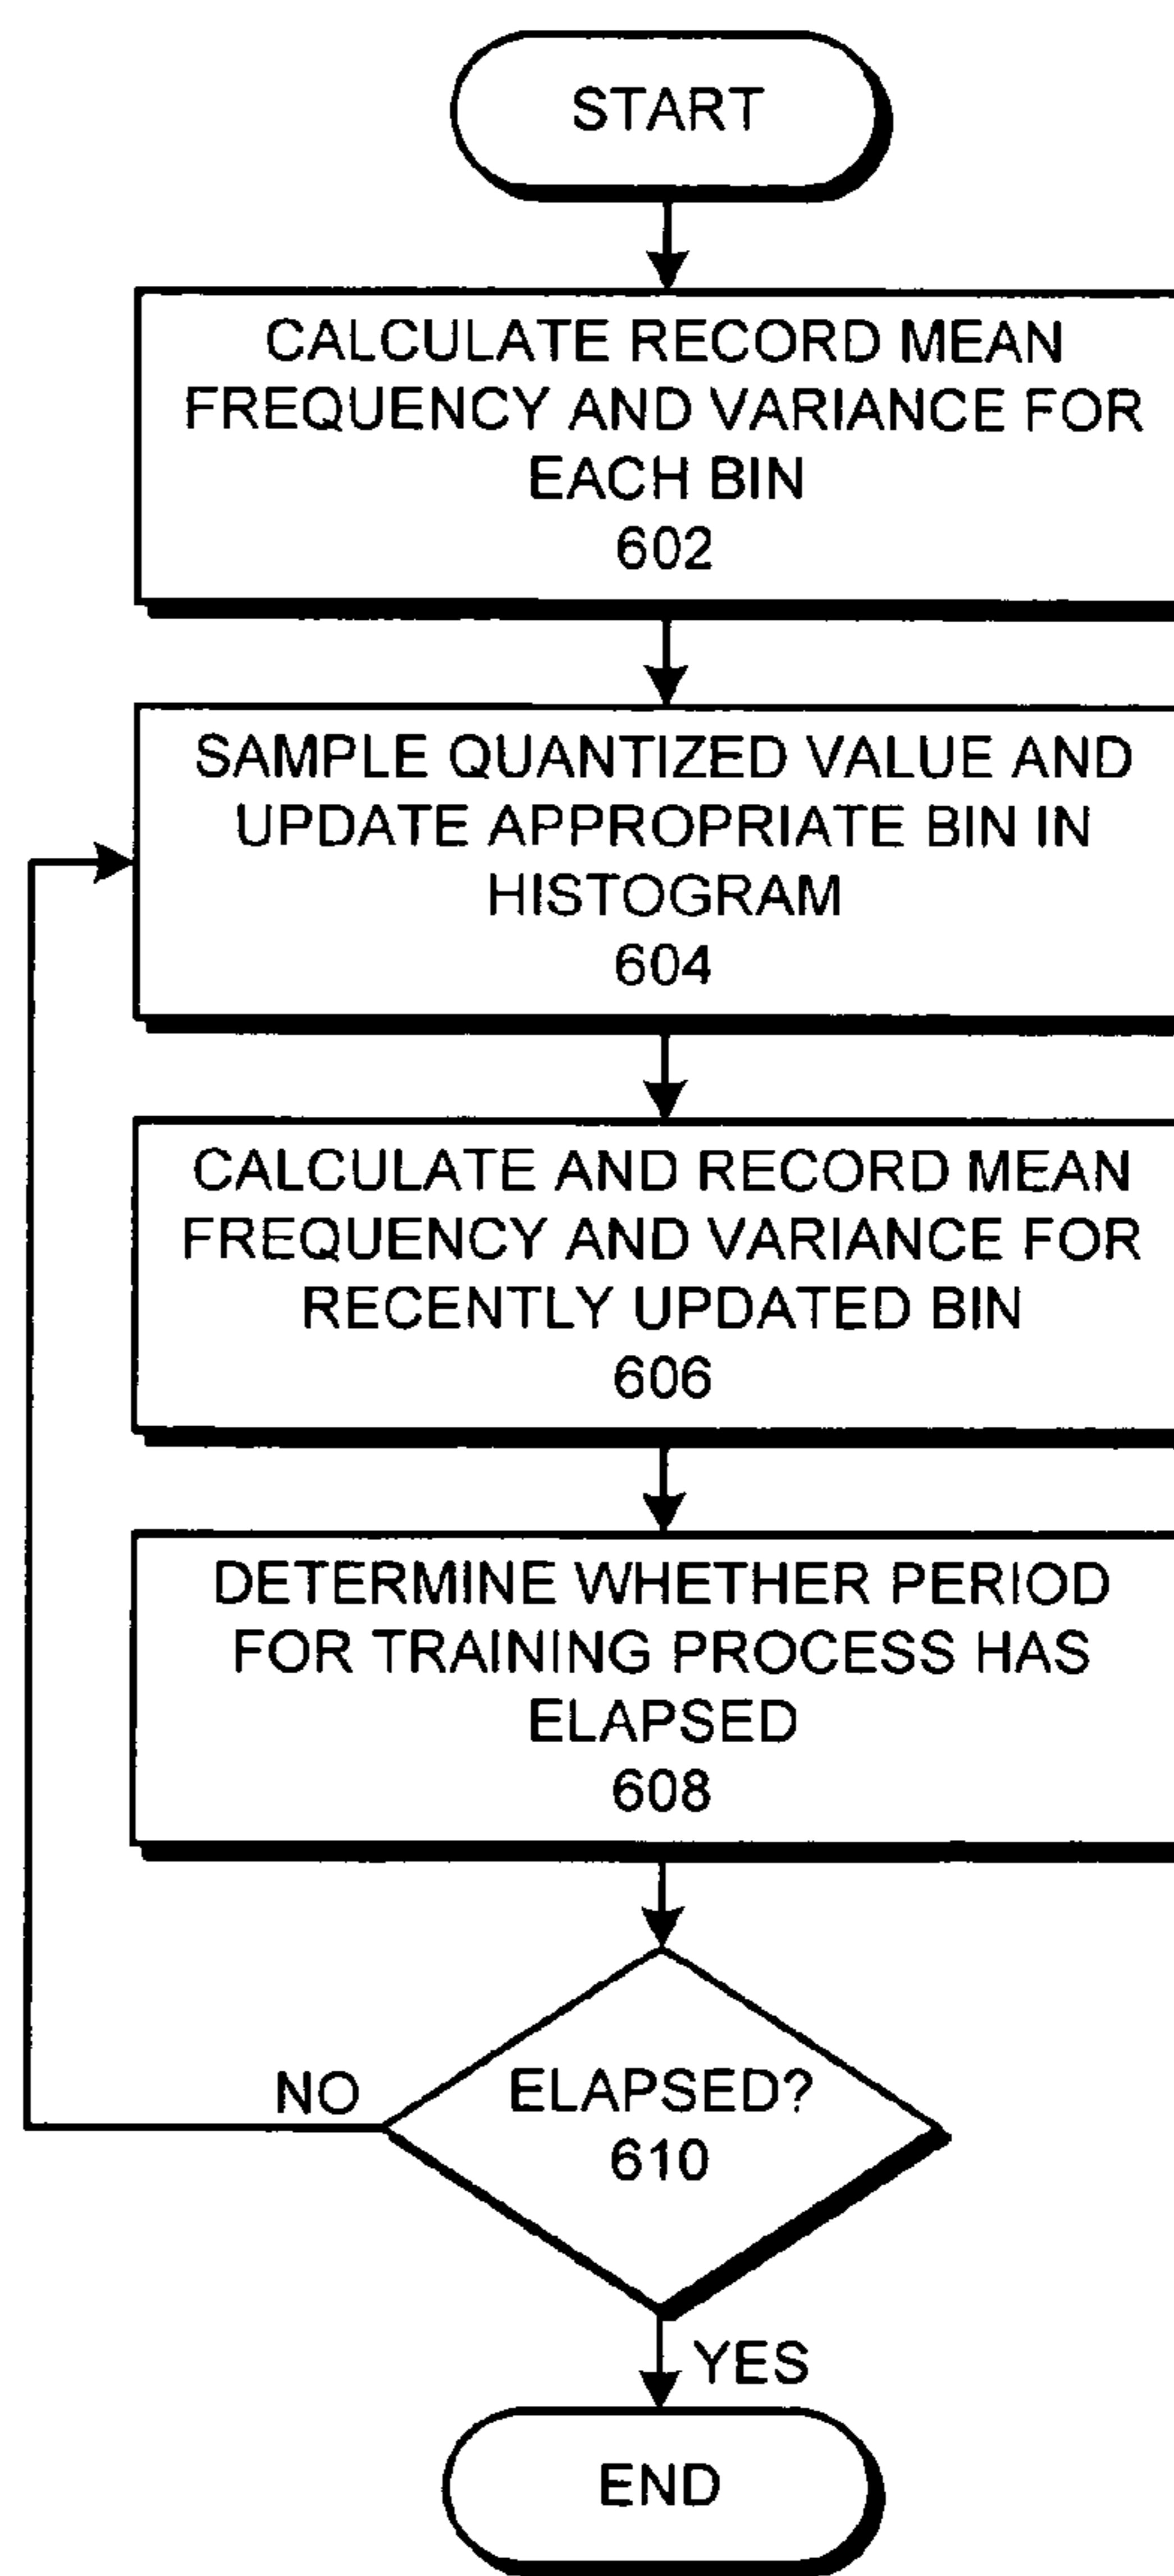 START
CALCULATE RECORD MEAN
FREQUENCY AND VARIANCE FOR
EACH BIN
602
SAMPLE QUANTIZED VALUE AND
UPDATE APPROPRIATE BIN IN
HISTOGRAM
604
CALCULATE AND RECORD MEAN
FREQUENCY AND VARIANCE FOR
RECENTLY UPDATED BIN
606
DETERMINE WHETHER PERIOD
FOR TRAINING PROCESS HAS
ELAPSED
608
NO
ELAPSED?
610
YES
END